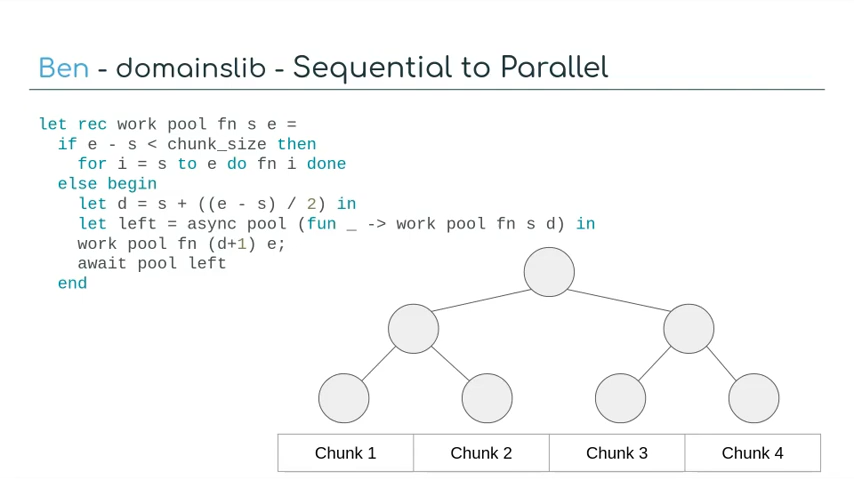 Ben - domainslib - Sequential to Parallel
let rec work pool fn s e =
if e - s < chunk_size then
for i = s to e do fn i done
else begin
let d = s + ((e - s) / 2) in
let left = async pool (fun _ -> work pool fn s d) in
work pool fn (d+1) e;
await pool left
end
Chunk 1 Chunk 2 Chunk 3 Chunk 4